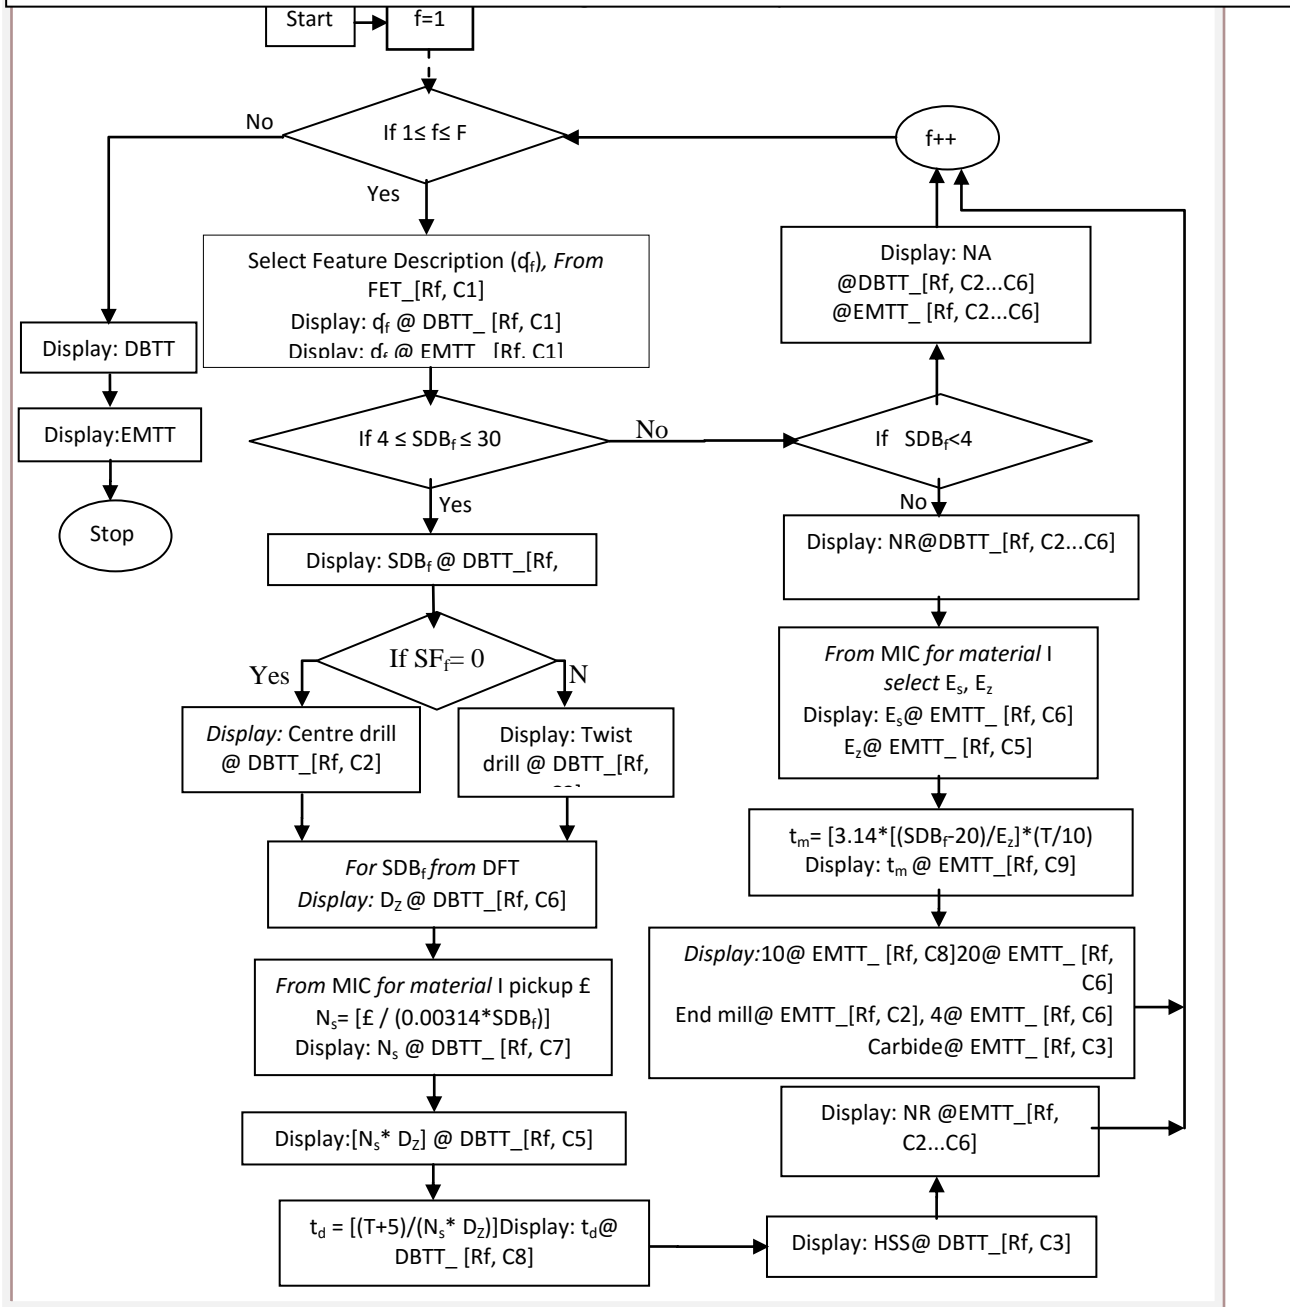 Start
f=1
If 1≤ f≤ F
No
Yes
f++
Select Feature Description (ɖf), From
FET_[Rf, C1]
Display: ɖf @ DBTT_ [Rf, C1]
Display: ɖf @ EMTT_ [Rf, C1]
Display: NA
@DBTT_[Rf, C2...C6]
@EMTT_ [Rf, C2...C6]
Display: DBTT
Display:EMTT
Stop
If 4 ≤ SDBf ≤ 30
No
If SDBf<4
Yes
No
Display: SDBf @ DBTT_[Rf,
Display: NR@DBTT_[Rf, C2...C6]
If SFf= 0
Yes
N
Display: Centre drill
@ DBTT_[Rf, C2]
Display: Twist
drill @ DBTT_[Rf,
From MIC for material I
select Es, Ez
Display: Es@ EMTT_ [Rf, C6]
Ez@ EMTT_ [Rf, C5]
For SDBf from DFT
Display: DZ @ DBTT_[Rf, C6]
tm= [3.14*[(SDBf-20)/Ez]*(T/10)
Display: tm @ EMTT_[Rf, C9]
From MIC for material I pickup £
Ns= [£ / (0.00314*SDBf)]
Display: Ns @ DBTT_ [Rf, C7]
Display:10@ EMTT_ [Rf, C8]20@ EMTT_ [Rf,
C6]
End mill@ EMTT_[Rf, C2], 4@ EMTT_ [Rf, C6]
Carbide@ EMTT_ [Rf, C3]
Display:[Ns* DZ] @ DBTT_[Rf, C5]
Display: NR @EMTT_[Rf,
C2...C6]
td = [(T+5)/(Ns* DZ)]Display: td@
DBTT_ [Rf, C8]
Display: HSS@ DBTT_[Rf, C3]